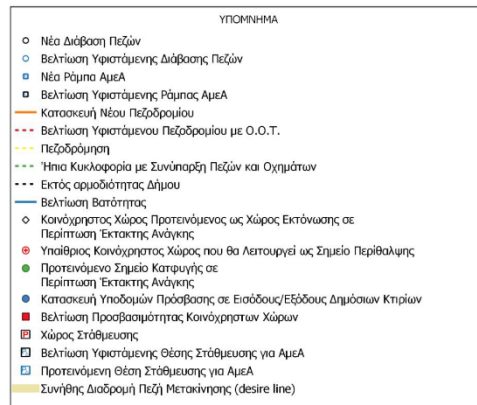 ΥΠΟΜΝΗΜΑ
Νέα Διάβαση Πεζών
Βελτίωση Υφιστάμενης Διάβασης Πεζών
Νέα Ράμπα ΑμεΑ
Βελτίωση Υφιστάμενης Ράμπας ΑμεΑ
Κατασκευή Νέου Πεζοδρομίου
Βελτίωση Υφιστάμενου Πεζοδρομίου με Ο.Ο.Τ.
Πεζοδρόμηση
Ήπια Κυκλοφορία με Συνύπαρξη Πεζών και Οχημάτων
Εκτός αρμοδιότητας Δήμου
Βελτίωση Βατότητας
Κοινόχρηστος Χώρος Προτεινόμενος ως Χώρος Εκτόνωσης σε
Περίπτωση Έκτακτης Ανάγκης
Υπαίθριος Κοινόχρηστος Χώρος που θα Λειτουργεί ως Σημείο Περίθαλψης
Προτεινόμενο Σημείο Καταφυγής σε
Περίπτωση Έκτακτης Ανάγκης
Κατασκευή Υποδομών Πρόσβασης σε Εισόδους/Εξόδους Δημόσιων Κτιρίων
Βελτίωση Προσβασιμότητας Κοινόχρηστων Χώρων
P Χώρος Στάθμευσης
Βελτίωση Υφιστάμενης Θέσης Στάθμευσης για ΑμεΑ
Προτεινόμενη Θέση Στάθμευσης για ΑμεΑ
Συνήθης Διαδρομή Πεζή Μετακίνησης (desire line)